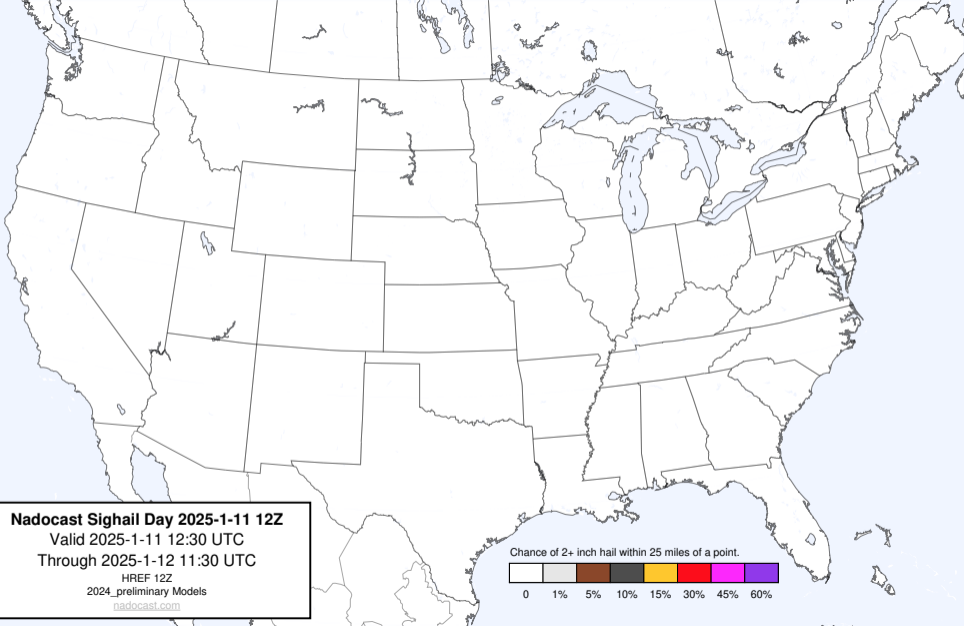 Nadocast Sighail Day 2025-1-11 12Z
Valid 2025-1-11 12:30 UTC
Through 2025-1-12 11:30 UTC
HREF 12Z
2024_preliminary Models
nadocast.com
Chance of 2+ inch hail within 25 miles of a point.
0 1% 5% 10% 15% 30% 45% 60%